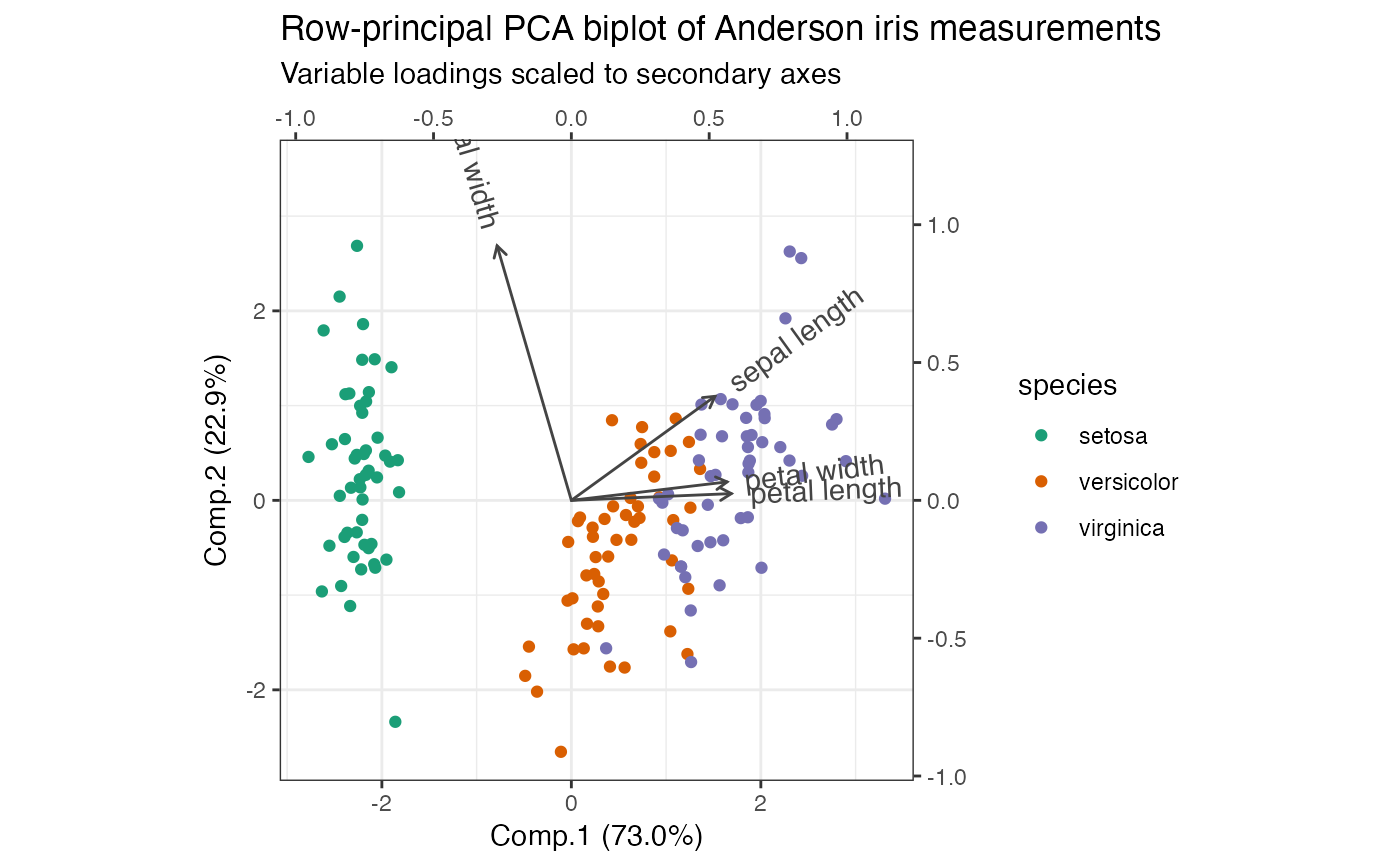 Row-principal PCA biplot of Anderson iris measurements
Variable loadings scaled to secondary axes
-1.0 -0.5 0.0 0.5 1.0
al width
sepal length
petal width
petal length
2
0
-2
1.0
0.5
0.0
-0.5
-1.0
-2 0 2
Comp.1 (73.0%)
Comp.2 (22.9%)
species
setosa
versicolor
virginica